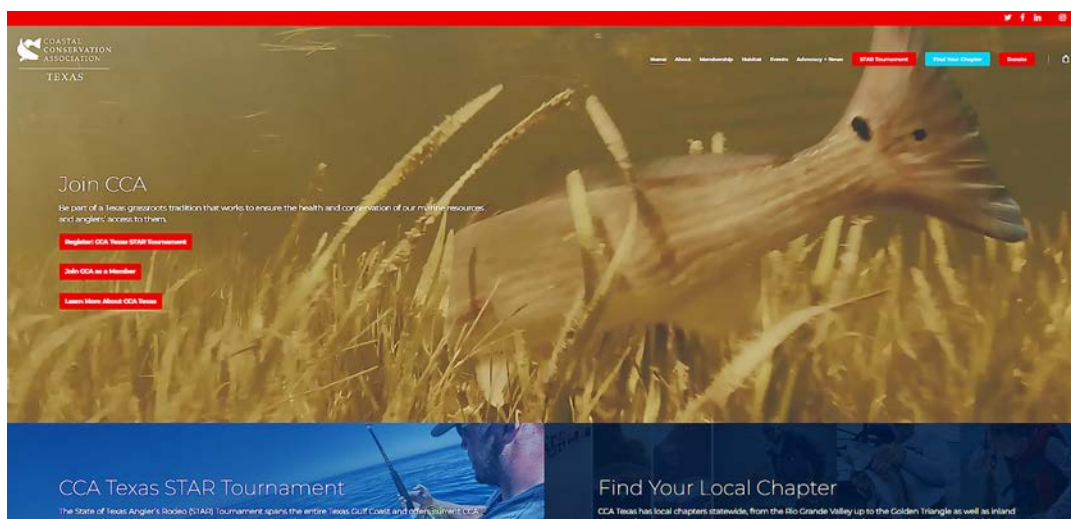 COASTAL
CONSERVATION
ASSOCIATION
TEXAS
Home About Membership Habitat Events Advocacy + News STAR Tournament Find Your Chapter Donate
Join CCA
Be part of a Texas grassroots tradition that works to ensure the health and conservation of our marine resources
and anglers' access to them.
Register: CCA Texas STAR Tournament
Join CCA as a Member
Learn More About CCA Texas
CCA Texas STAR Tournament
The State of Texas Angler's Rodeo (STAR) Tournament spans the entire Texas Gulf Coast and offers current CCA
Find Your Local Chapter
CCA Texas has local chapters statewide, from the Rio Grande Valley up to the Golden Triangle as well as inland